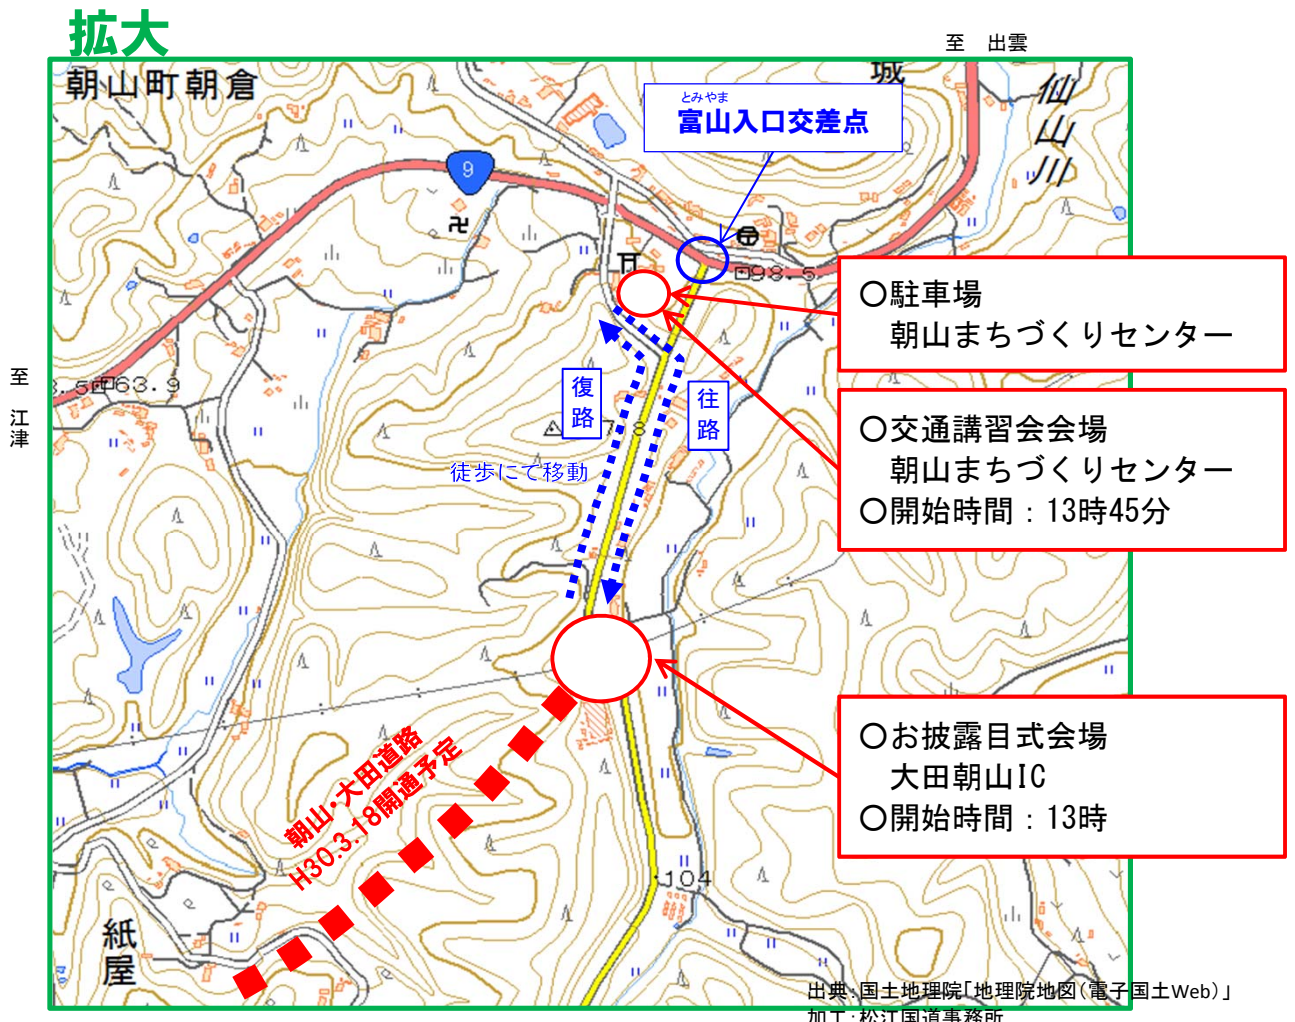 拡大
至 出雲
朝山町朝倉
城
仙山川
とみやま
富山入口交差点
9
98.5
○駐車場
朝山まちづくりセンター
63.9
至 江津
復路
往路
徒歩にて移動
○交通講習会会場
朝山まちづくりセンター
○開始時間：13時45分
○お披露目式会場
大田朝山IC
○開始時間：13時
朝山・大田道路
H30.3.18開通予定
104
紙屋
出典：国土地理院「地理院地図（電子国土Web）」
加工：松江国道事務所